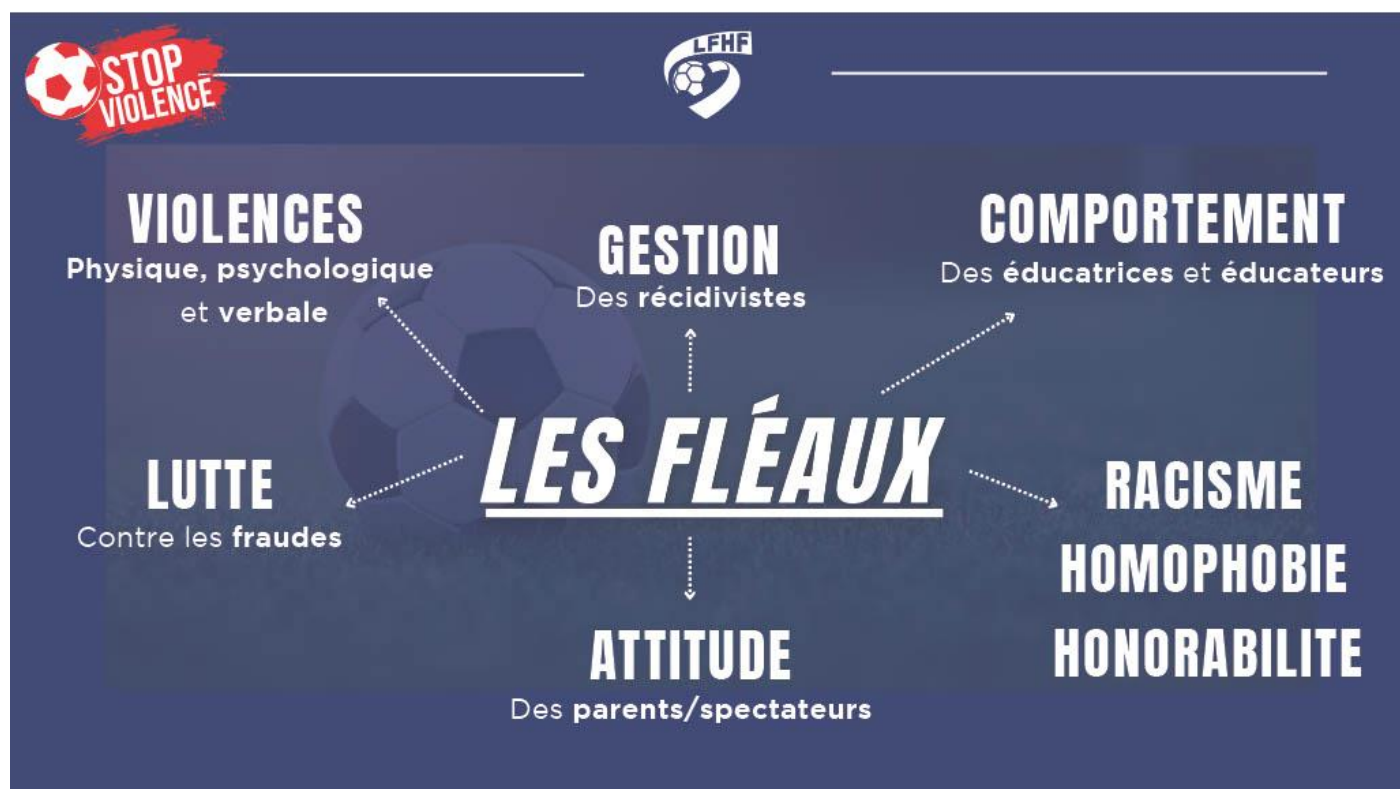 STOP
VIOLENCE
LFHF
VIOLENCES
Physique, psychologique
et verbale
GESTION
Des récidivistes
COMPORTEMENT
Des éducatrices et éducateurs
LES FLÉAUX
LUTTE
Contre les fraudes
RACISME
HOMOPHOBIE
HONORABILITE
ATTITUDE
Des parents/spectateurs